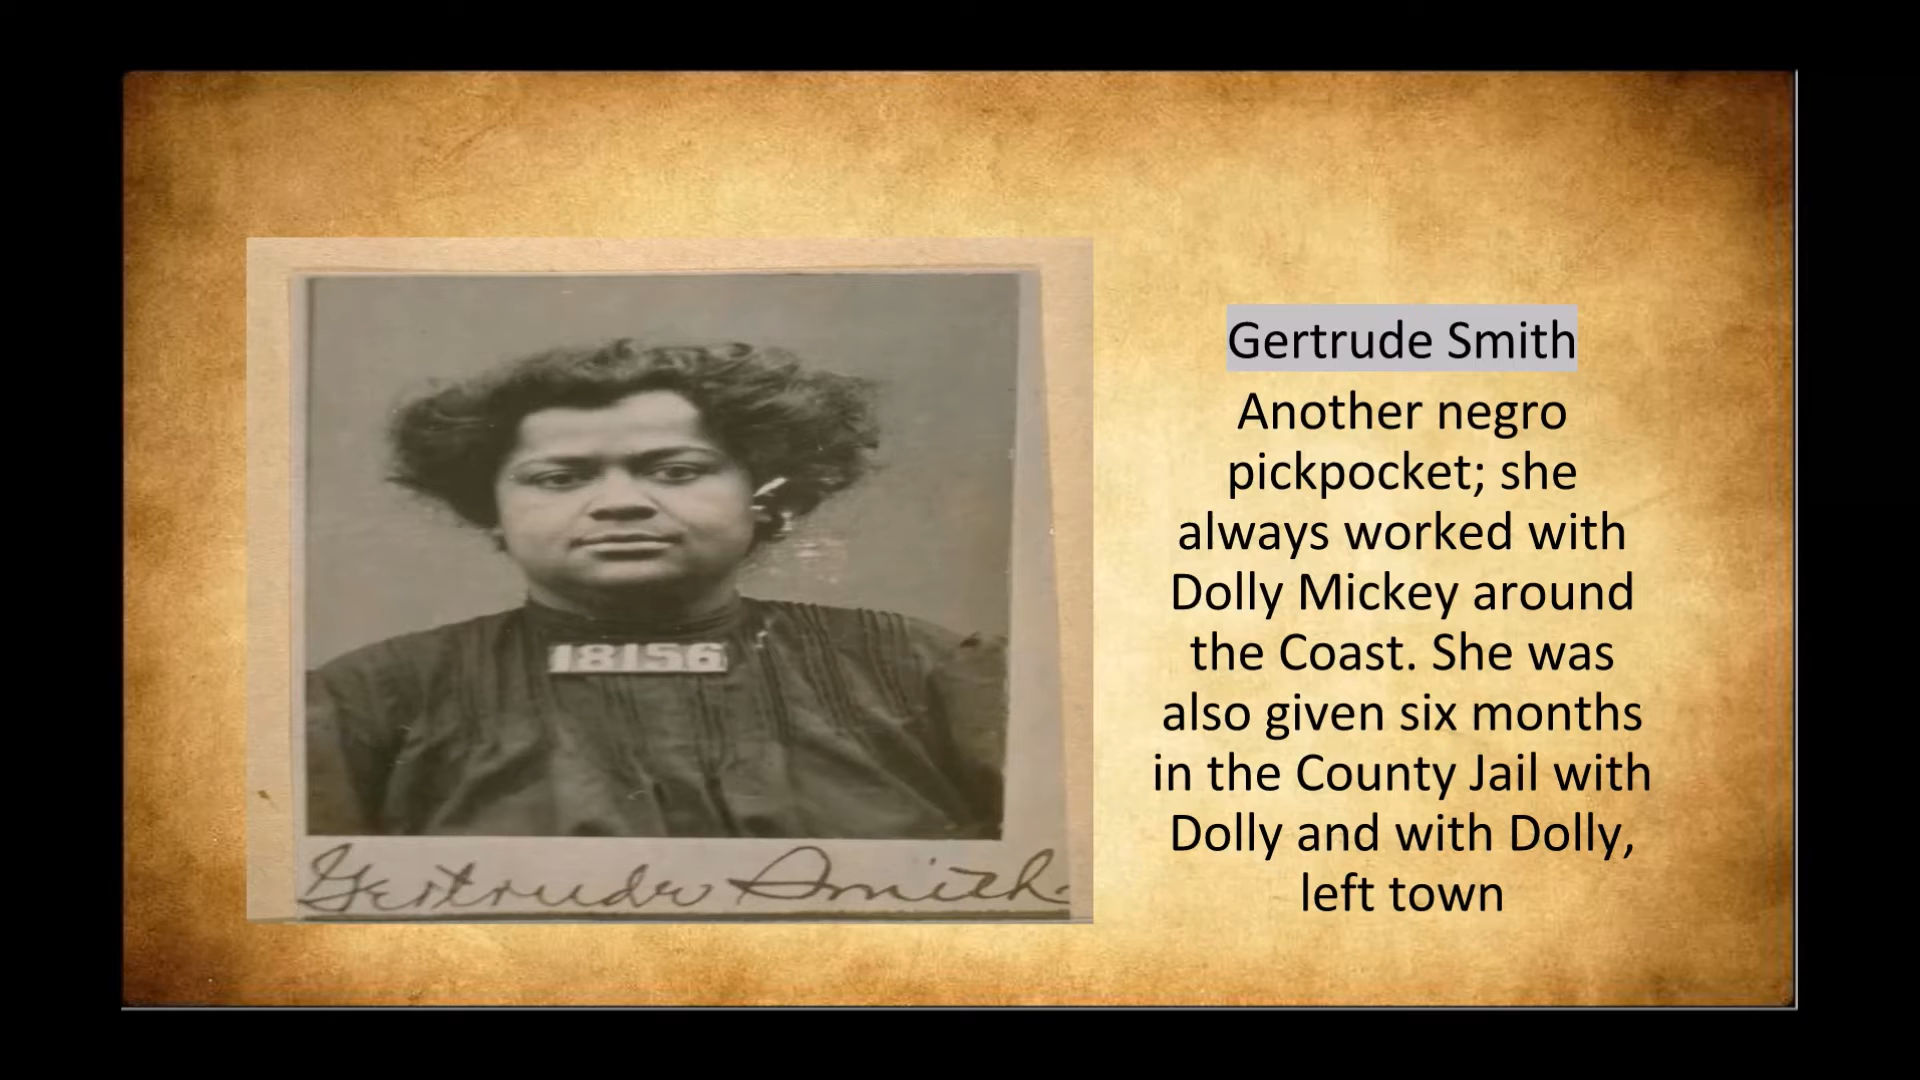 18156
Gertrude Smith.
Gertrude Smith
Another negro
pickpocket; she
always worked with
Dolly Mickey around
the Coast. She was
also given six months
in the County Jail with
Dolly and with Dolly,
left town